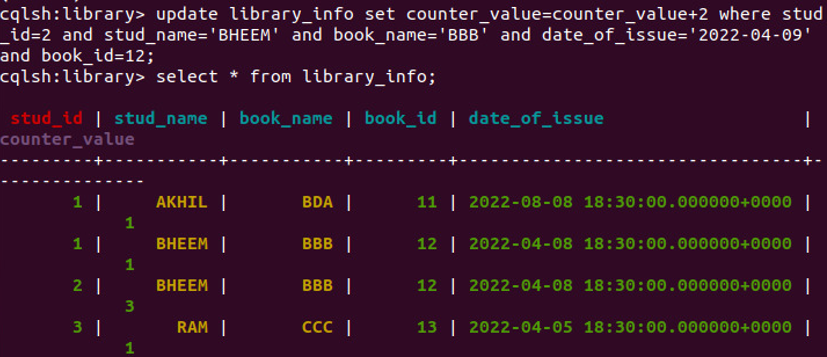 cqlsh:library> update library_info set counter_value=counter_value+2 where stud
_id=2 and stud_name='BHEEM' and book_name='BBB' and date_of_issue='2022-04-09'
and book_id=12;
cqlsh:library> select * from library_info;
 stud_id | stud_name | book_name | book_id | date_of_issue                   |
counter_value
---------+-----------+-----------+---------+---------------------------------+-
--------------
       1 |     AKHIL |       BDA |      11 | 2022-08-08 18:30:00.000000+0000 |
            1
       1 |     BHEEM |       BBB |      12 | 2022-04-08 18:30:00.000000+0000 |
            1
       2 |     BHEEM |       BBB |      12 | 2022-04-08 18:30:00.000000+0000 |
            3
       3 |       RAM |       CCC |      13 | 2022-04-05 18:30:00.000000+0000 |
            1